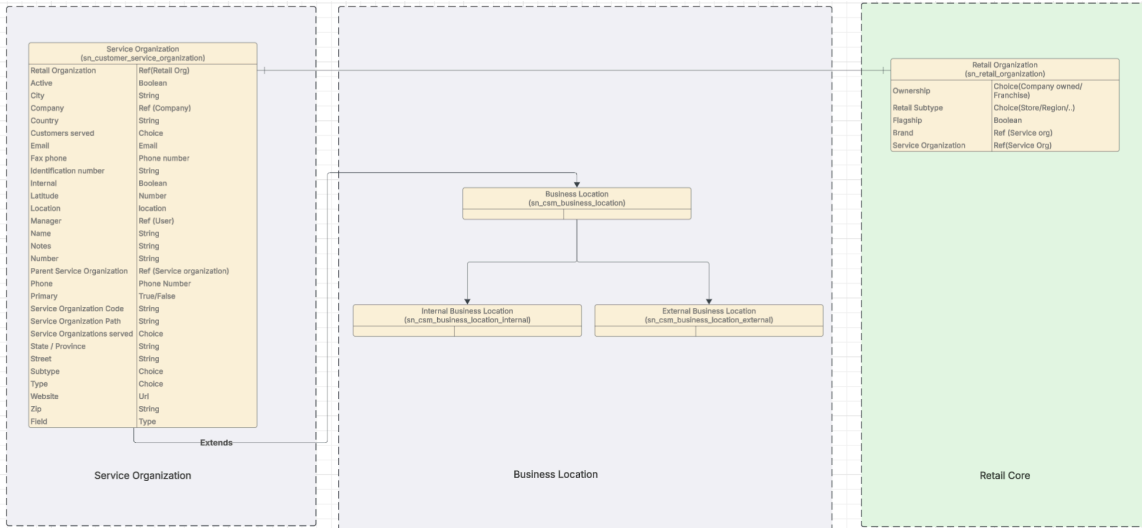 Service Organization
(sn_customer_service_organization)
Retail Organization Ref(Retail Org)
Active Boolean
City String
Company Ref (Company)
Country String
Customers served Choice
Email Email
Fax phone Phone number
Identification number String
Internal Boolean
Latitude Number
Location location
Manager Ref (User)
Name String
Notes String
Number String
Parent Service Organization Ref (Service organization)
Phone Phone Number
Primary True/False
Service Organization Code String
Service Organization Path String
Service Organizations served Choice
State / Province String
Street String
Subtype Choice
Type Choice
Website Url
Zip String
Field Type
Extends
Service Organization
Business Location
(sn_csm_business_location)
Internal Business Location
(sn_csm_business_location_internal)
External Business Location
(sn_csm_business_location_external)
Business Location
Retail Organization
(sn_retail_organization)
Ownership Choice(Company owned/
Franchise)
Retail Subtype Choice(Store/Region/..)
Flagship Boolean
Brand Ref (Service org)
Service Organization Ref(Service Org)
Retail Core